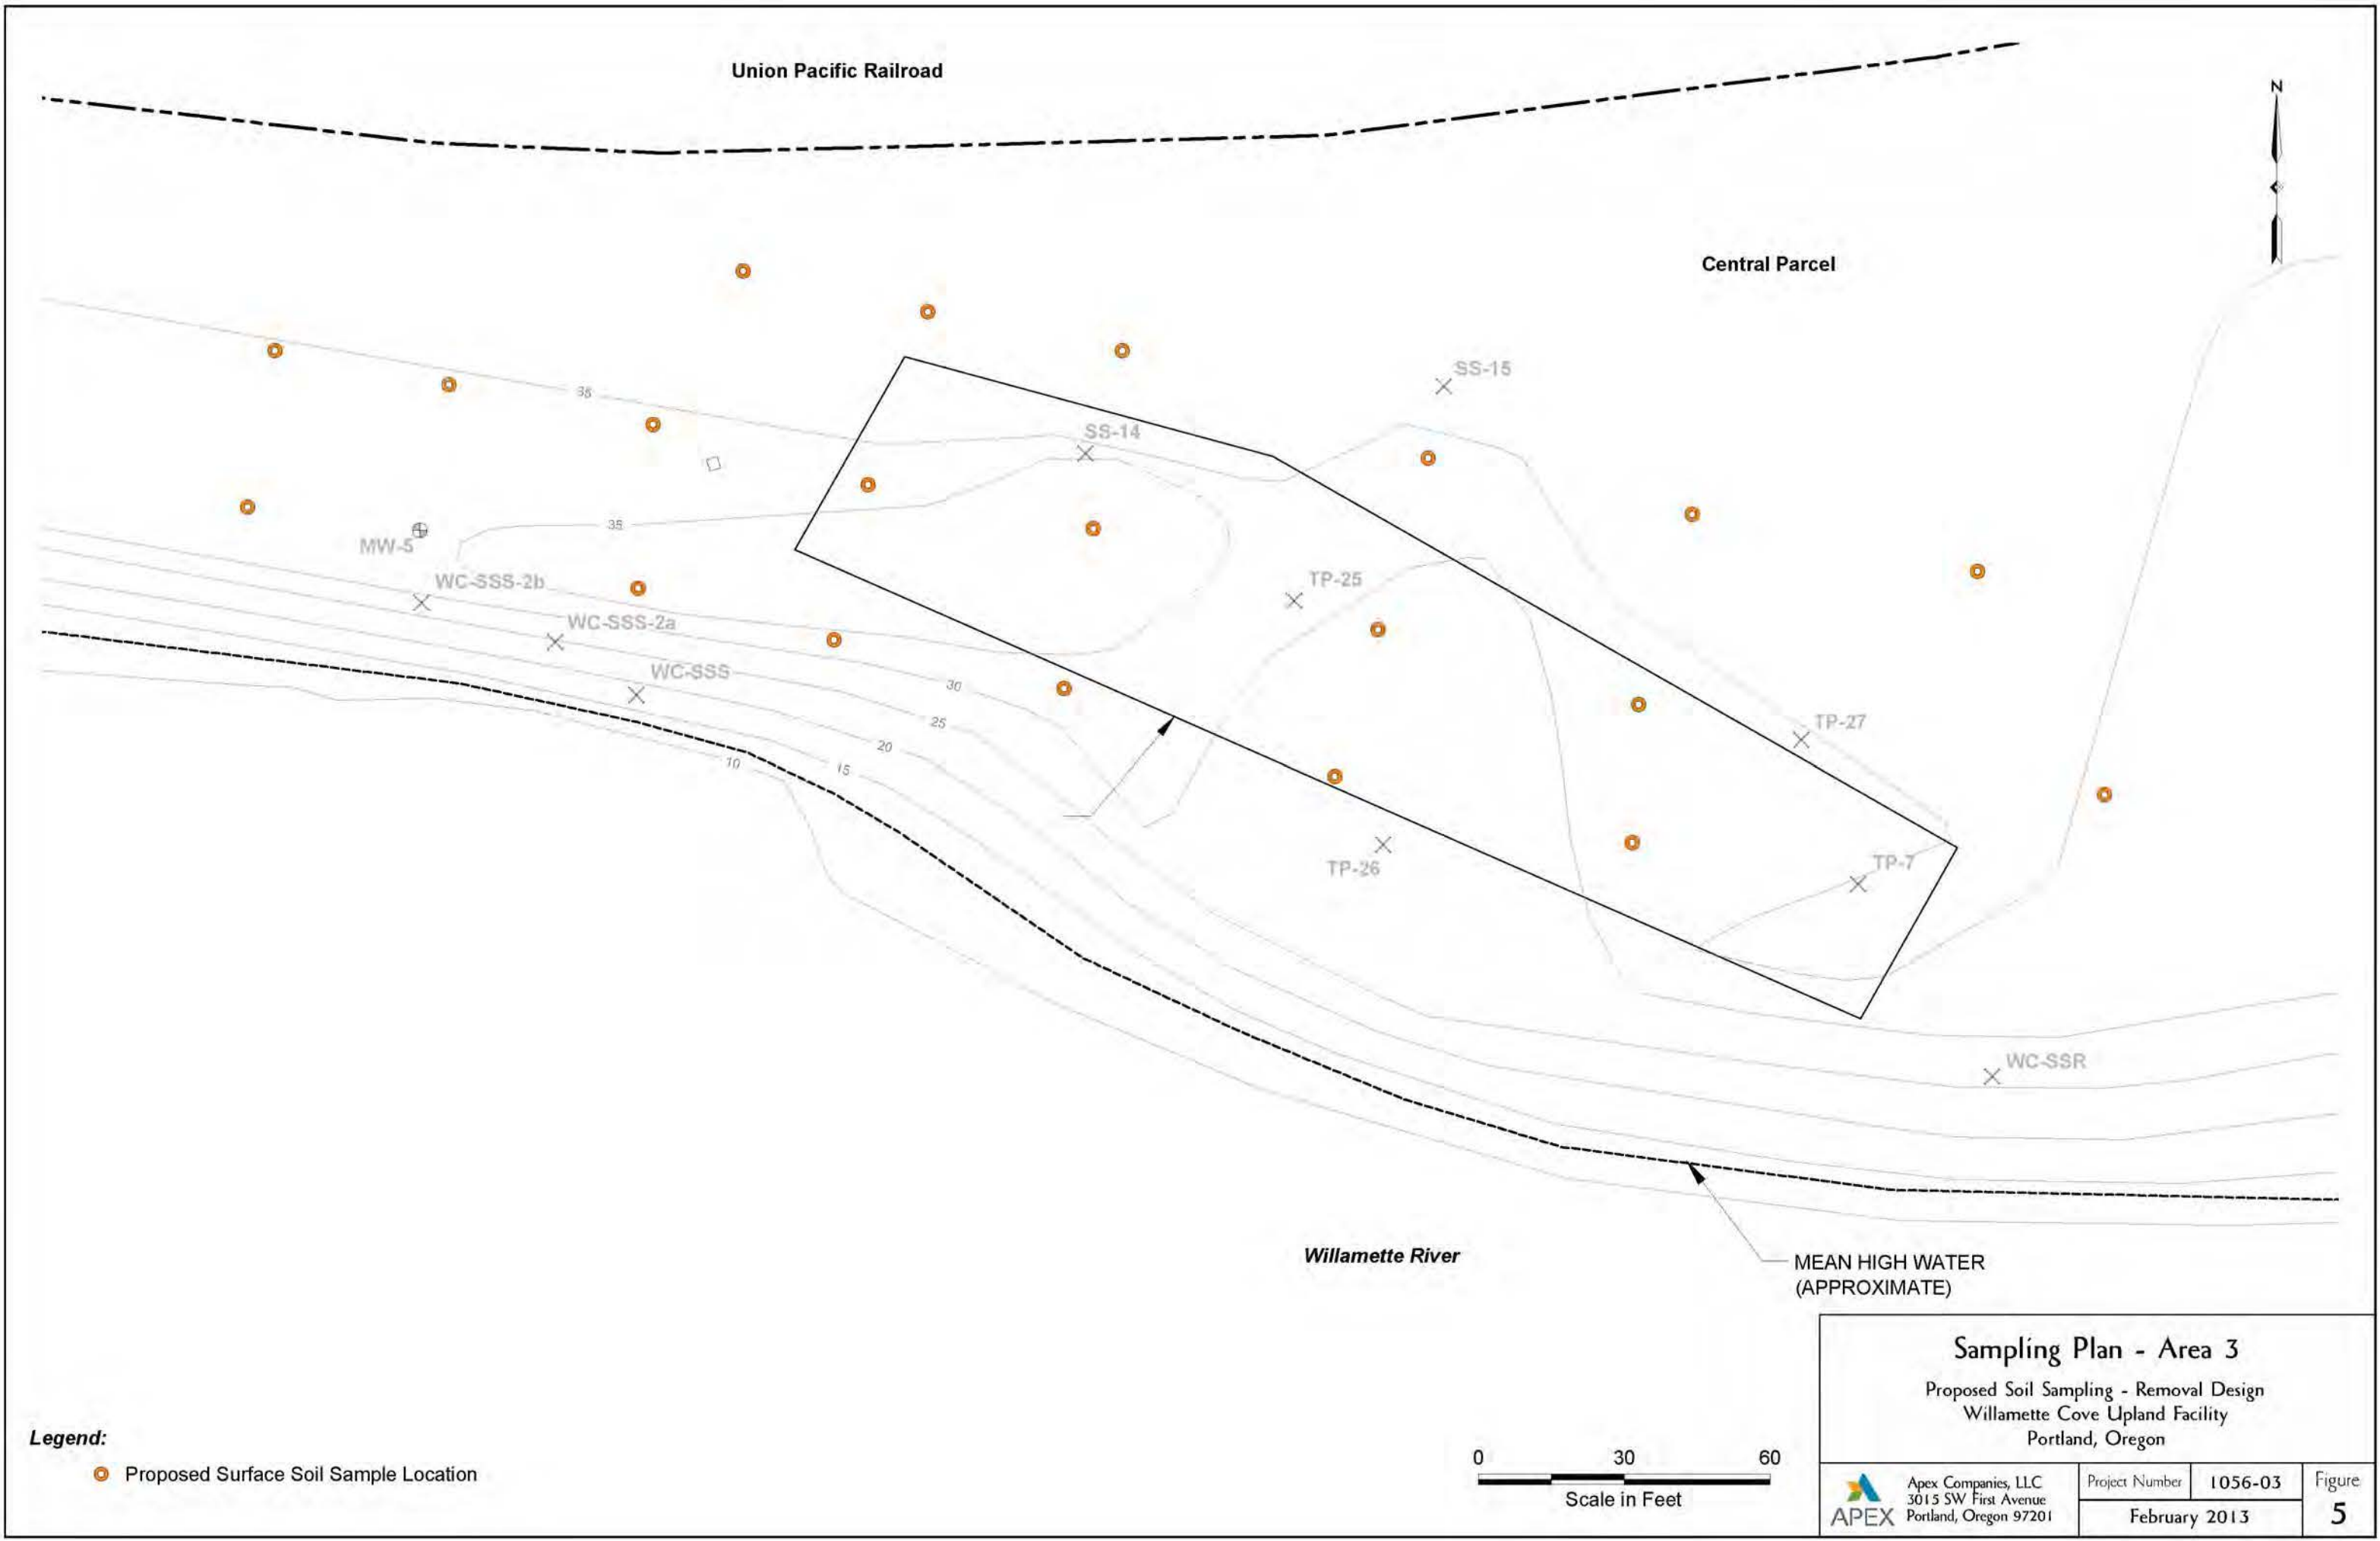 Union Pacific Railroad
N
Central Parcel
SS-15
35
SS-14
35
MW-5
TP-25
WC-SSS-2b
WC-SSS-2a
WC-SSS
30
25
TP-27
20
10
15
TP-26
TP-7
WC-SSR
Willamette River
MEAN HIGH WATER
(APPROXIMATE)
Sampling Plan - Area 3
Proposed Soil Sampling - Removal Design
Willamette Cove Upland Facility
Portland, Oregon
Legend:
Proposed Surface Soil Sample Location
0 30 60
Scale in Feet
APEX
Apex Companies, LLC
3015 SW First Avenue
Portland, Oregon 97201
Project Number 1056-03
February 2013
Figure
5